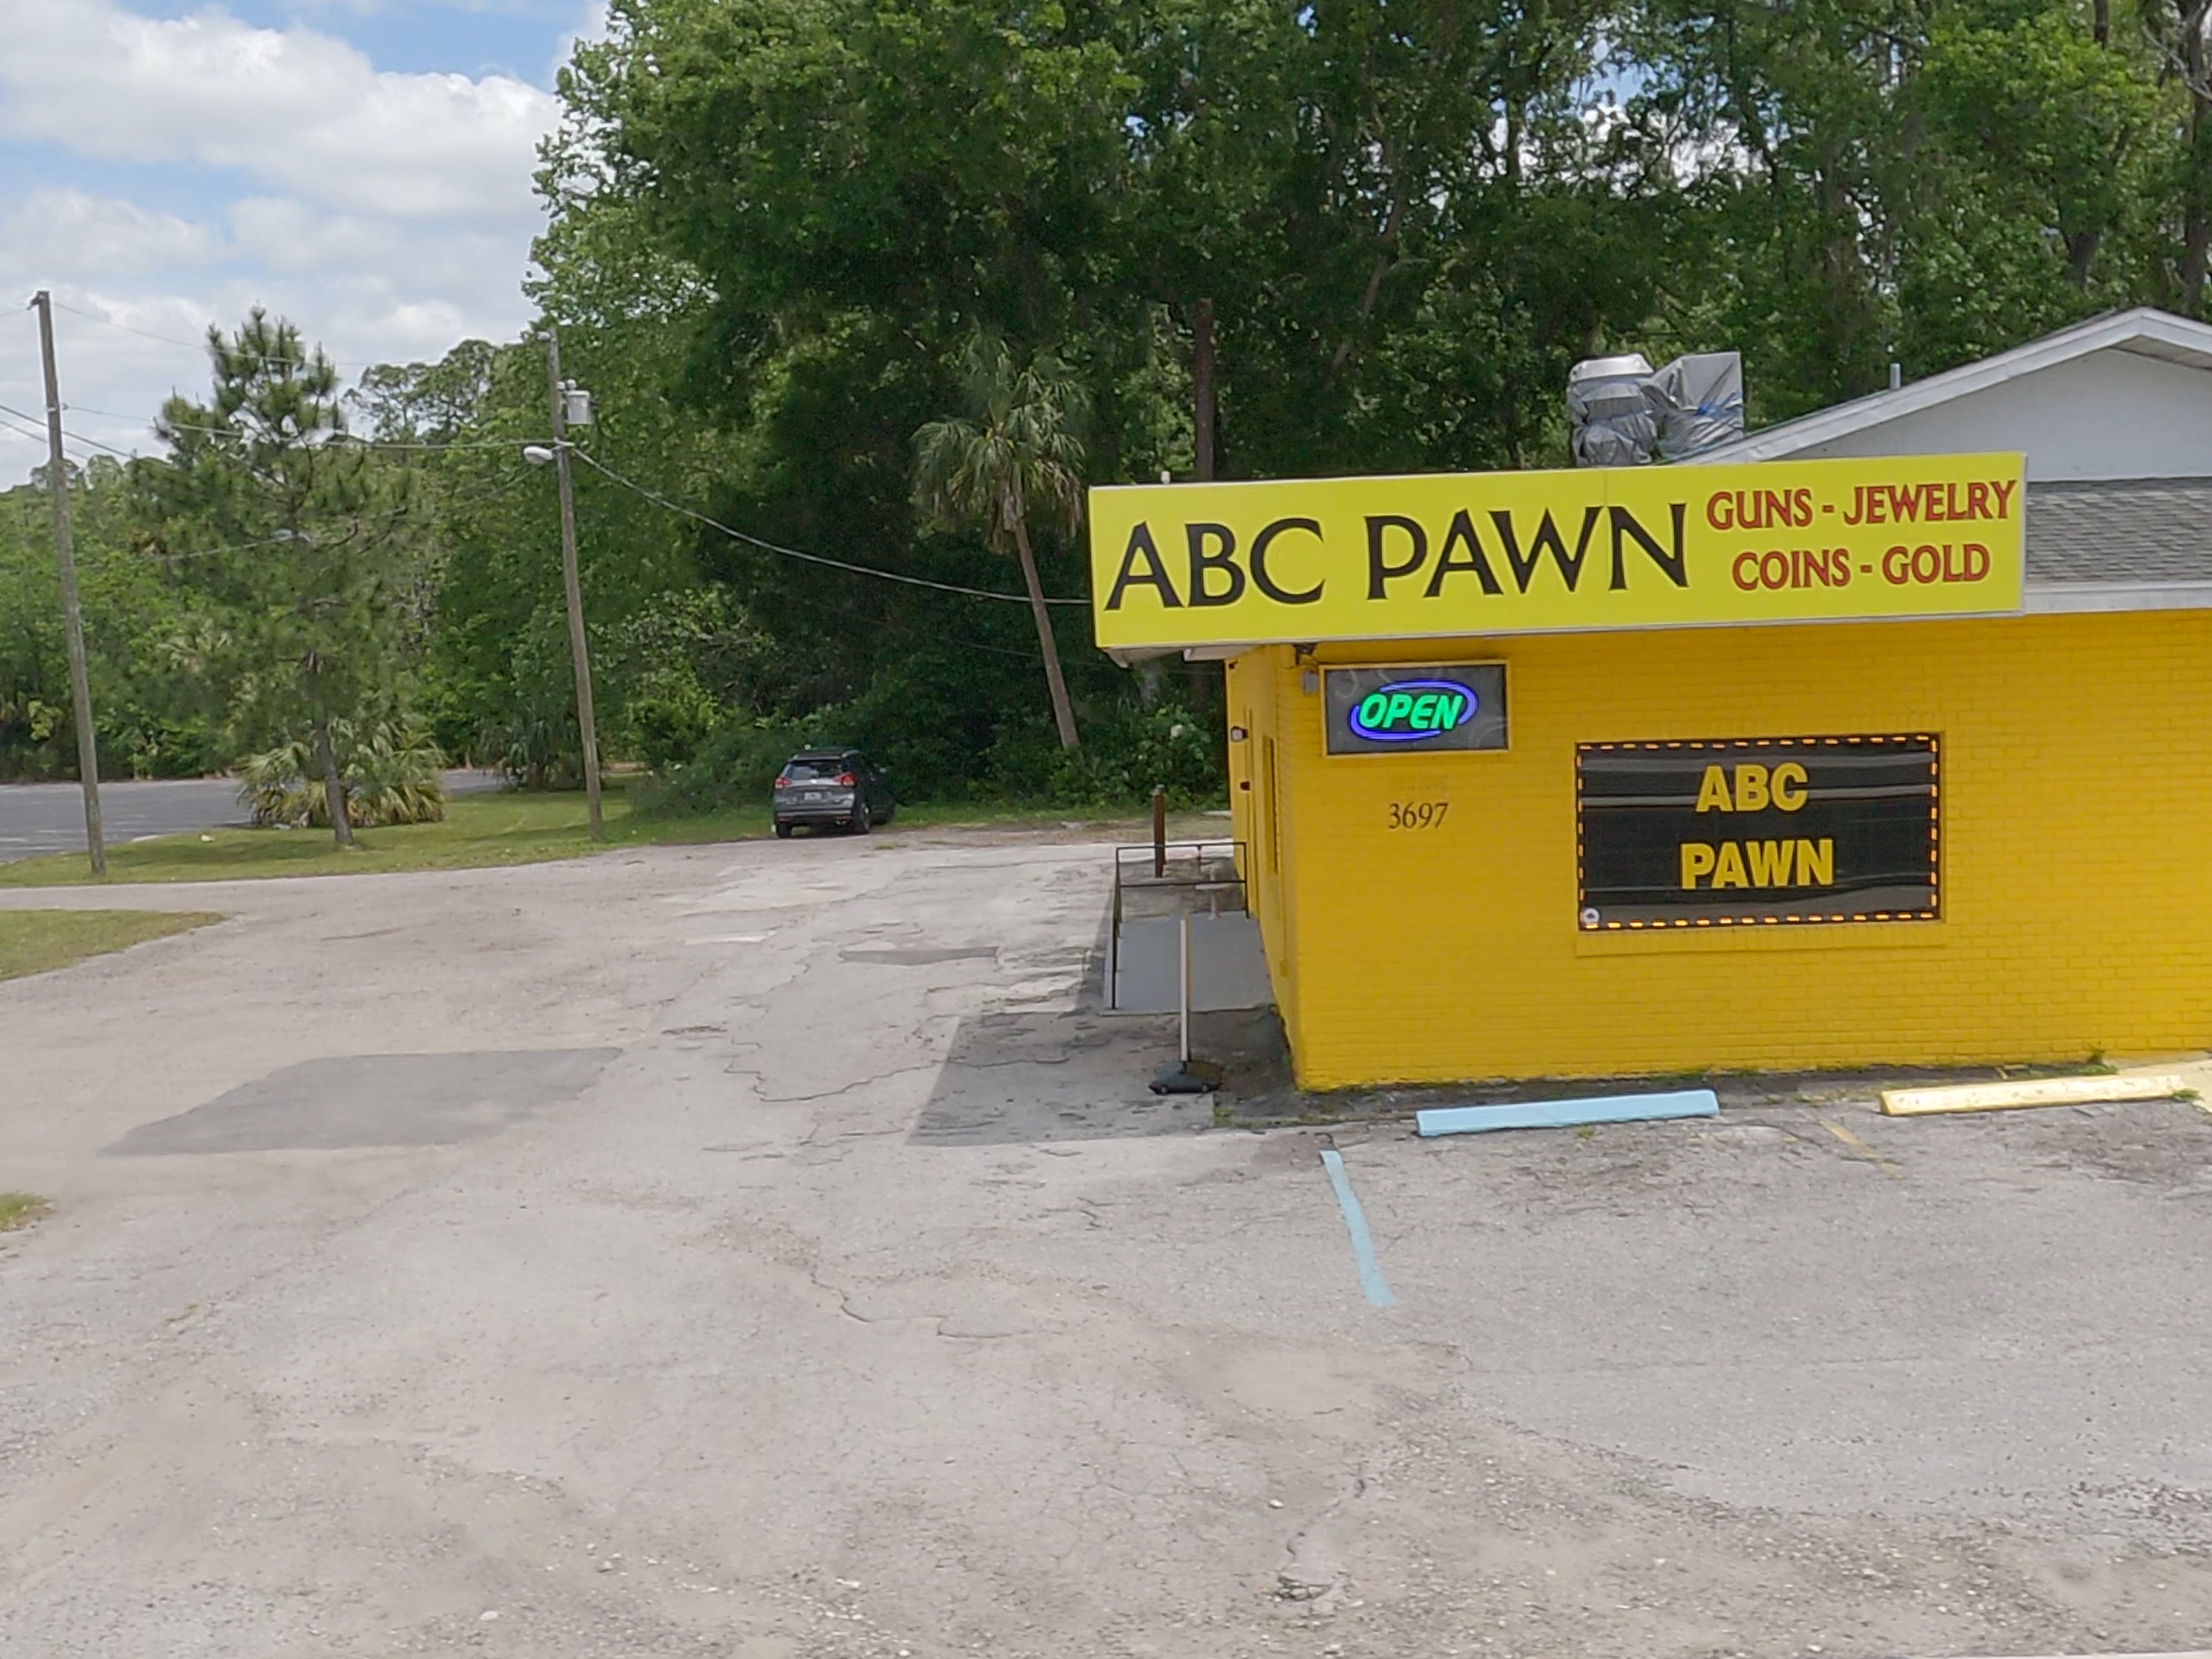 ABC PAWN
GUNS - JEWELRY
COINS - GOLD
OPEN
3697
ABC
PAWN